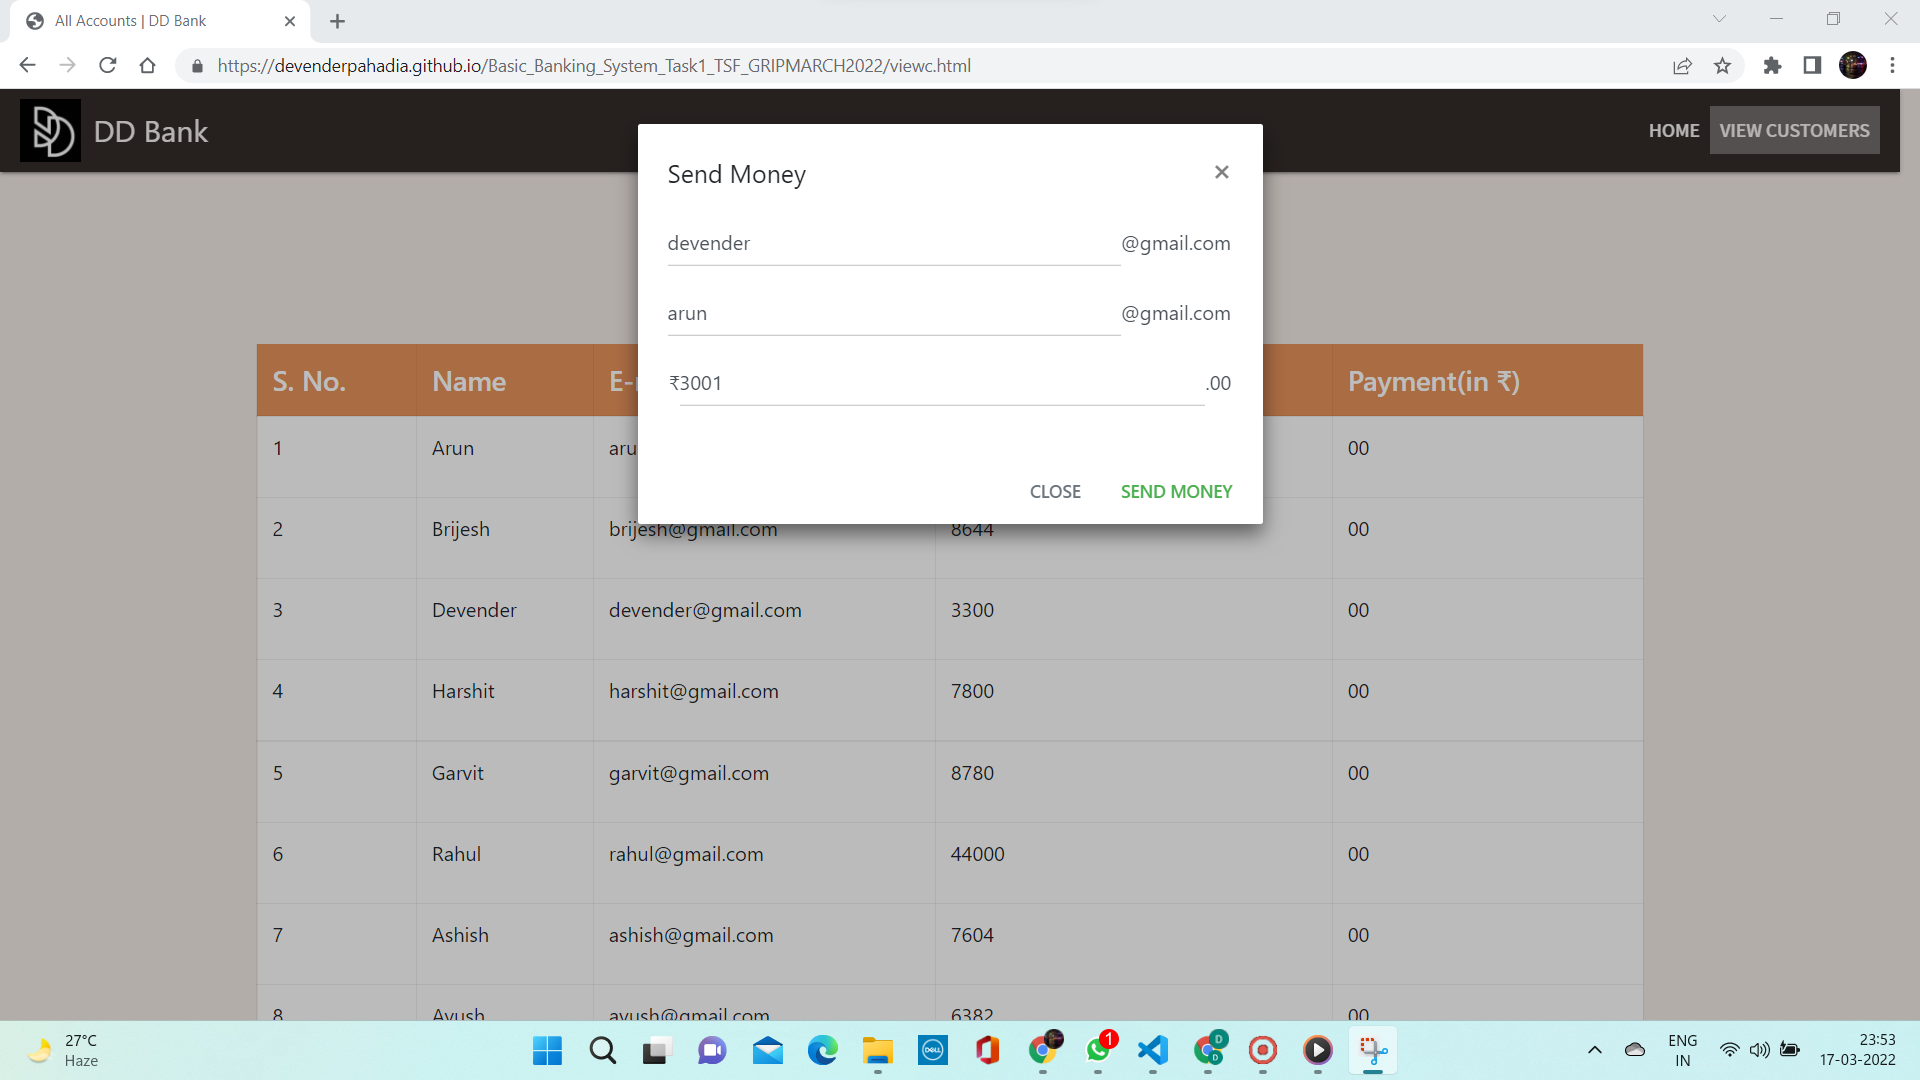 All Accounts | DD Bank
https://devenderpahadia.github.io/Basic_Banking_System_Task1_TSF_GRIPMARCH2022/viewc.html
DD Bank
HOME
VIEW CUSTOMERS
Send Money
devender @gmail.com
arun @gmail.com
₹3001 .00
CLOSE
SEND MONEY
S. No. Name E- Payment(in ₹)
1 Arun aru 00
2 Brijesh brijesh@gmail.com 8644 00
3 Devender devender@gmail.com 3300 00
4 Harshit harshit@gmail.com 7800 00
5 Garvit garvit@gmail.com 8780 00
6 Rahul rahul@gmail.com 44000 00
7 Ashish ashish@gmail.com 7604 00
8 Ayush ayush@gmail.com 6382 00
27°C
Haze
DELL
1
D
D
ENG
IN
23:53
17-03-2022